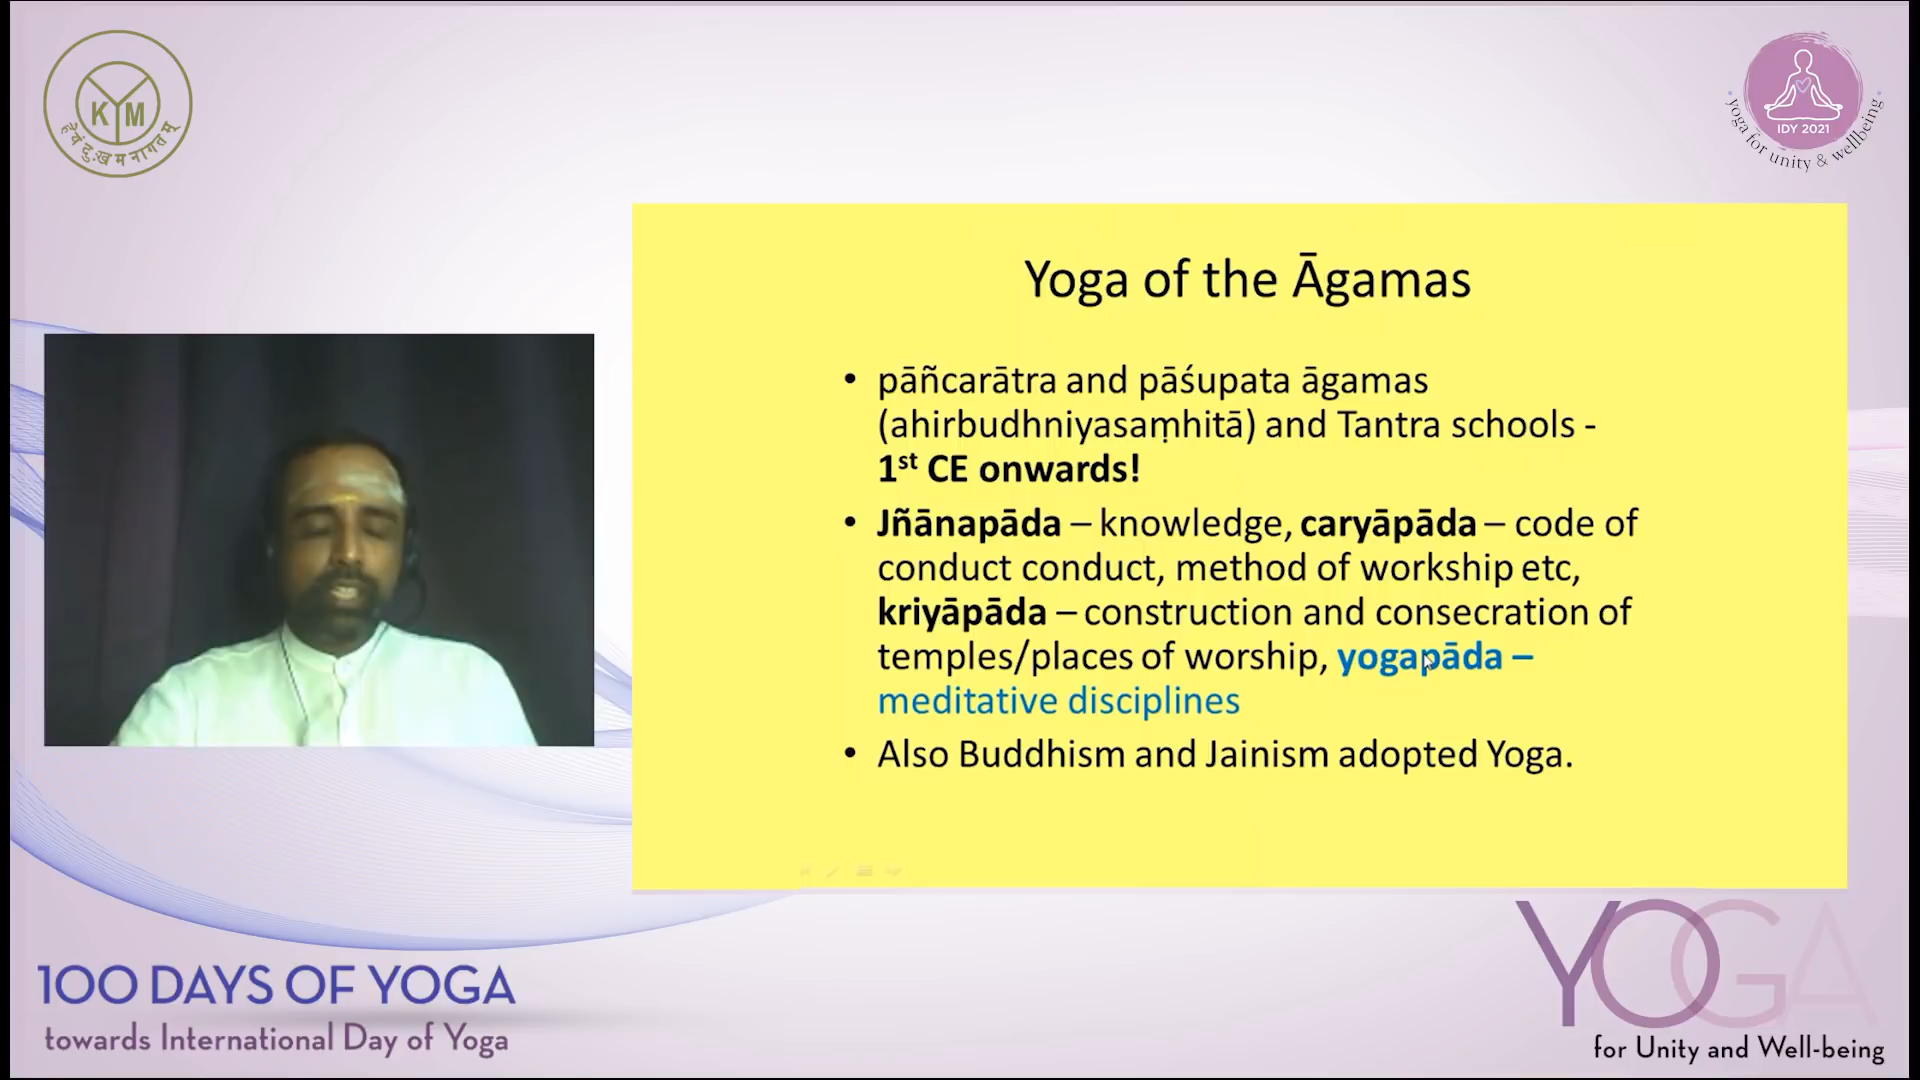 K Y M
हेयं दुःखमनागतम्
IDY 2021
yoga for unity & wellbeing
Yoga of the Āgamas
• pāñcarātra and pāśupata āgamas
(ahirbudhniyasaṃhitā) and Tantra schools -
1st CE onwards!
• Jñānapāda – knowledge, caryāpāda – code of
conduct conduct, method of workship etc,
kriyāpāda – construction and consecration of
temples/places of worship, yogapāda –
meditative disciplines
• Also Buddhism and Jainism adopted Yoga.
100 DAYS OF YOGA
towards International Day of Yoga
YOGA
for Unity and Well-being